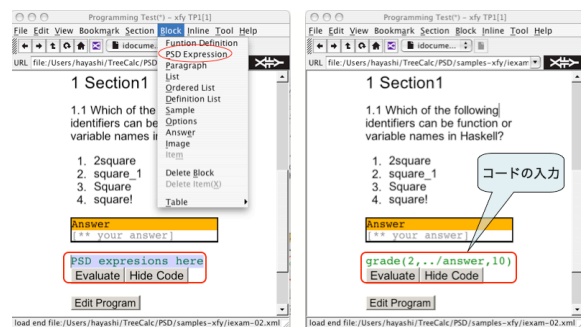 Programming Test(*) - xfy TP1[1]
File Edit View Bookmark Section Block Inline Tool Help
idocume...
URL file:/Users/hayashi/TreeCalc/PSD
Funtion Definition
PSD Expression
Paragraph
List
Ordered List
Definition List
Sample
Options
Answer
Image
Item
Delete Block
Delete Item(X)
Table
1 Section1
1.1 Which of the
identifiers can be
variable names i
1. 2square
2. square_1
3. Square
4. square!
Answer
[** your answer]
PSD expresions here
Evaluate Hide Code
Edit Program
load end file:/Users/hayashi/TreeCalc/PSD/samples-xfy/iexam-02.xml
Programming Test(*) - xfy TP1[1]
File Edit View Bookmark Section Block Inline Tool Help
idocume...
URL file:/Users/hayashi/TreeCalc/PSD/samples-xfy/iexam
1 Section1
1.1 Which of the following
identifiers can be function or
variable names in Haskell?
1. 2square
2. square_1
3. Square
4. square!
コードの入力
Answer
[** your answer]
grade(2,../answer,10)
Evaluate Hide Code
Edit Program
load end file:/Users/hayashi/TreeCalc/PSD/samples-xfy/iexam-02.xml